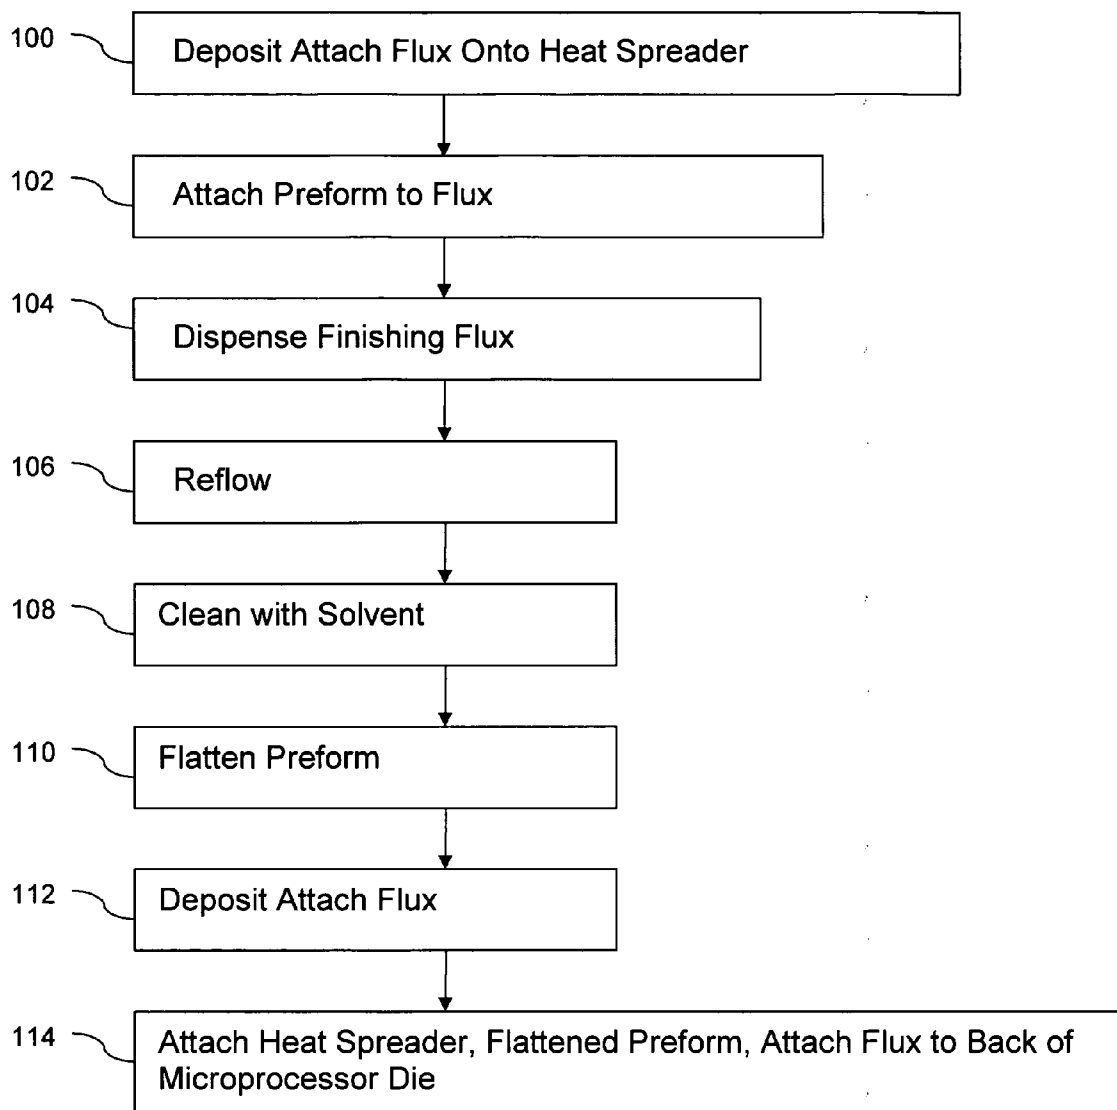 100
Deposit Attach Flux Onto Heat Spreader
102
Attach Preform to Flux
104
Dispense Finishing Flux
106
Reflow
108
Clean with Solvent
110
Flatten Preform
112
Deposit Attach Flux
114
Attach Heat Spreader, Flattened Preform, Attach Flux to Back of
Microprocessor Die